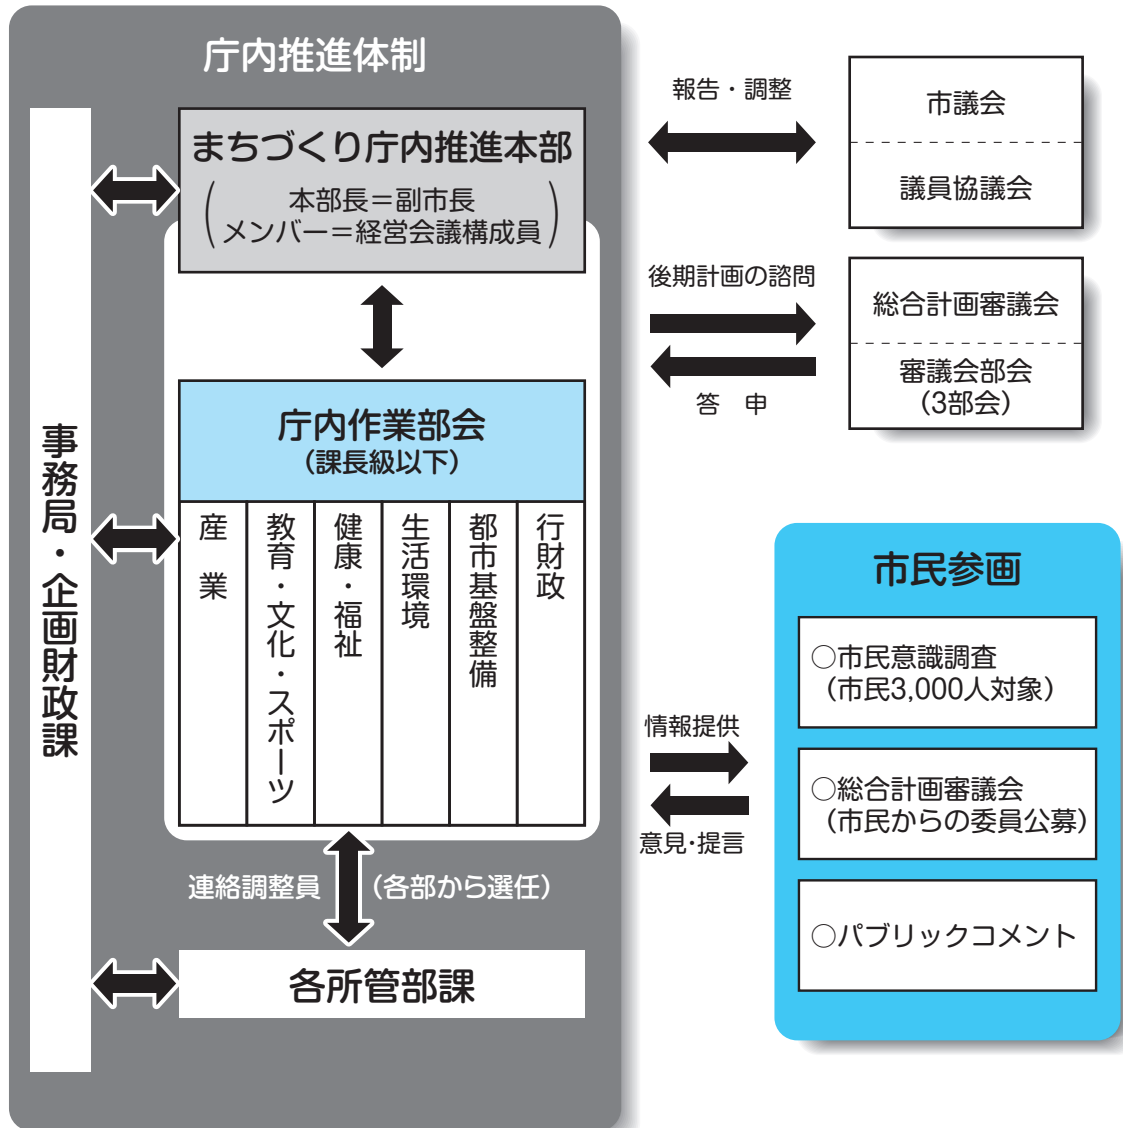 庁内推進体制
まちづくり庁内推進本部
本部長＝副市長
メンバー＝経営会議構成員
庁内作業部会
（課長級以下）
産業
教育・文化・スポーツ
健康・福祉
生活環境
都市基盤整備
行財政
連絡調整員 （各部から選任）
各所管部課
事務局・企画財政課
報告・調整
市議会
議員協議会
後期計画の諮問
答 申
総合計画審議会
審議会部会
（3部会）
情報提供
意見・提言
市民参画
○市民意識調査
（市民3,000人対象）
○総合計画審議会
（市民からの委員公募）
○パブリックコメント